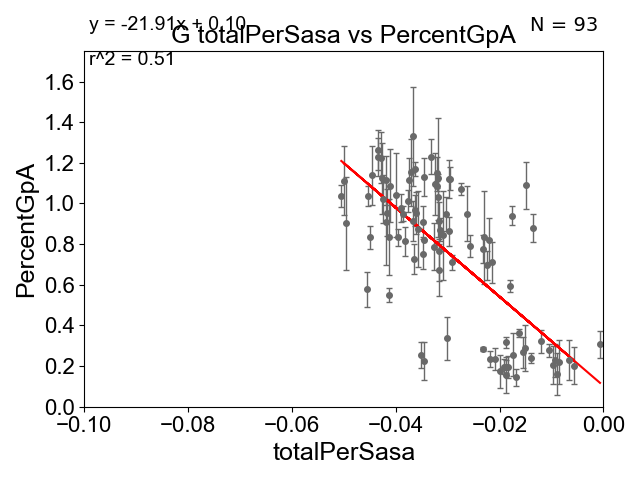 y = -21.91x + 0.10
G totalPerSasa vs PercentGpA
N = 93
r^2 = 0.51
1.6
1.4
1.2
1.0
0.8
0.6
0.4
0.2
0.0
PercentGpA
−0.10
−0.08
−0.06
−0.04
−0.02
0.00
totalPerSasa